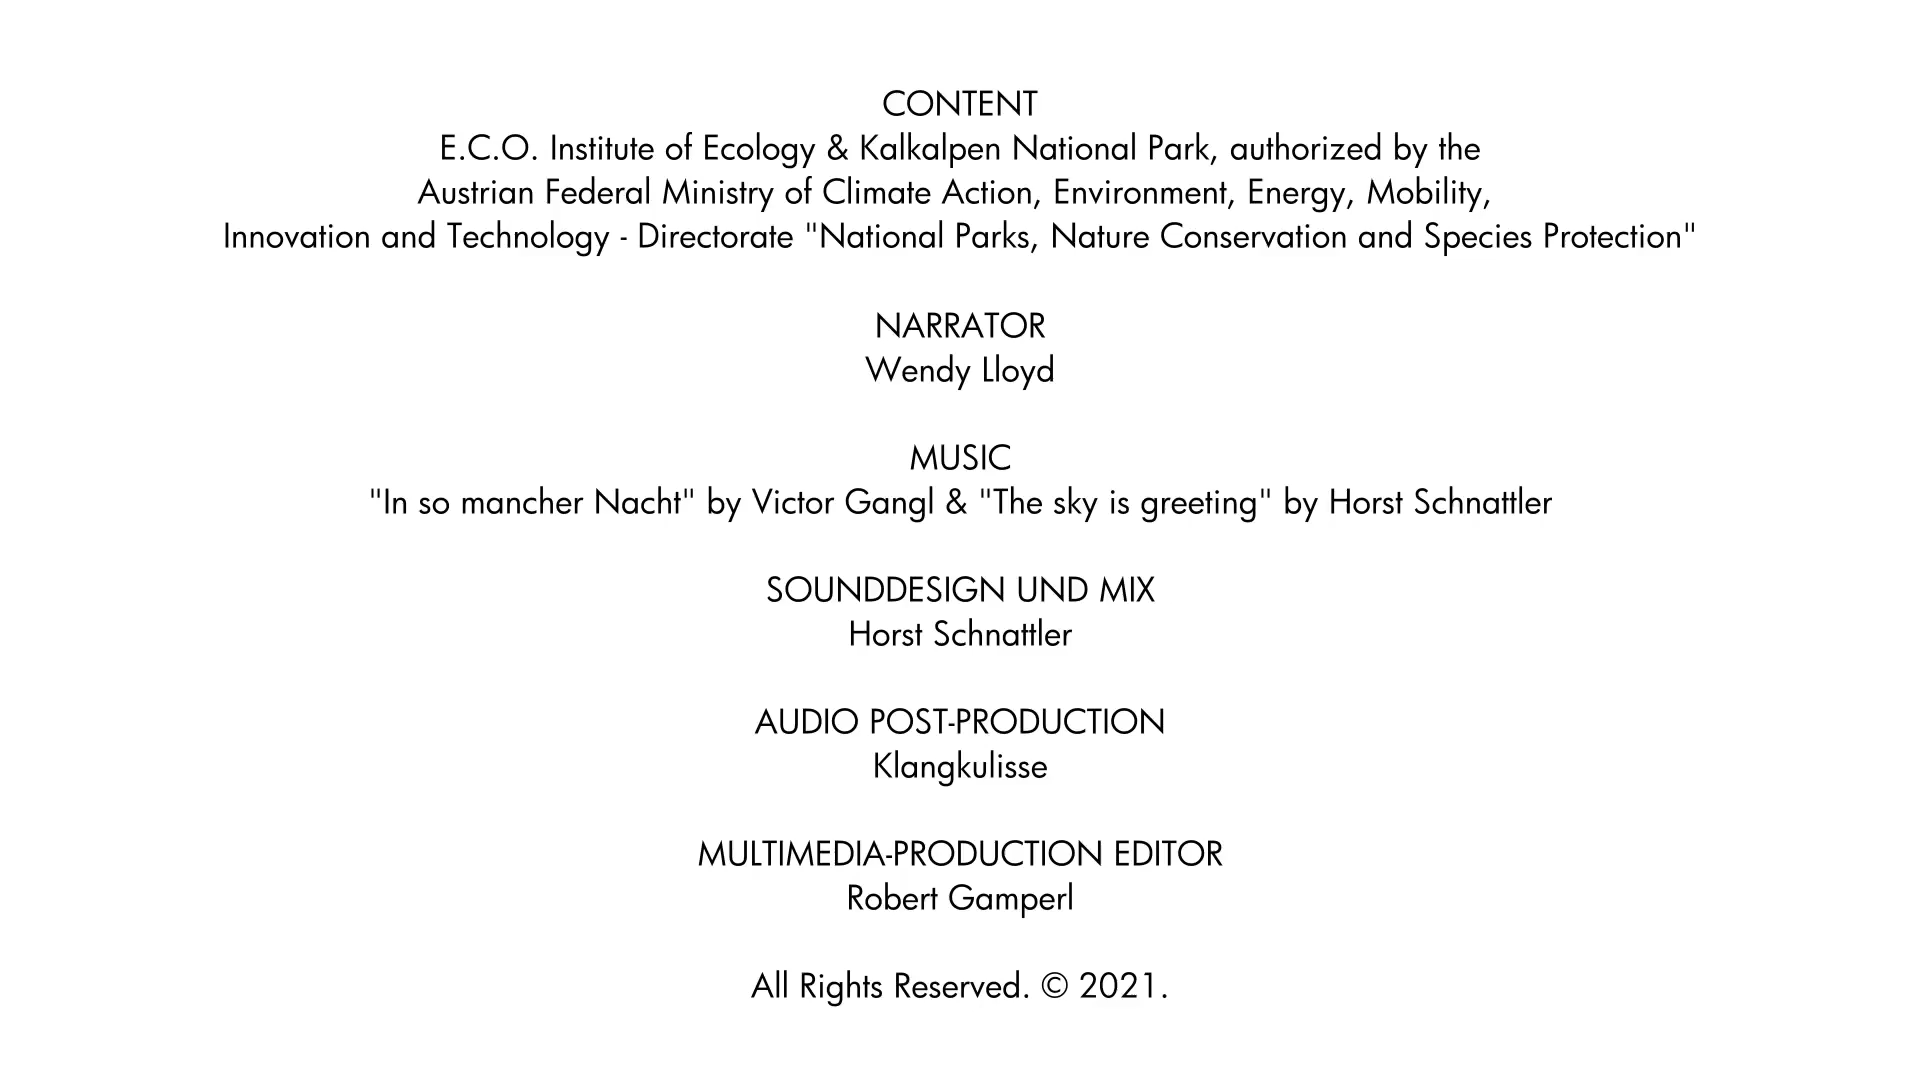 CONTENT
E.C.O. Institute of Ecology & Kalkalpen National Park, authorized by the
Austrian Federal Ministry of Climate Action, Environment, Energy, Mobility,
Innovation and Technology - Directorate "National Parks, Nature Conservation and Species Protection"
NARRATOR
Wendy Lloyd
MUSIC
"In so mancher Nacht" by Victor Gangl & "The sky is greeting" by Horst Schnattler
SOUNDDESIGN UND MIX
Horst Schnattler
AUDIO POST-PRODUCTION
Klangkulisse
MULTIMEDIA-PRODUCTION EDITOR
Robert Gamperl
All Rights Reserved. © 2021.